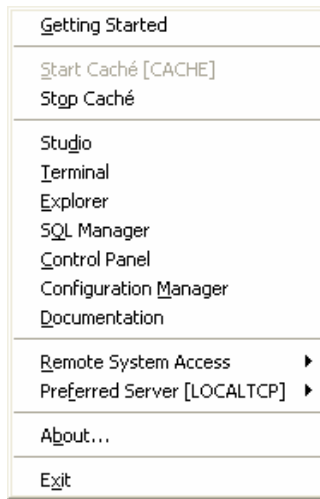 Getting Started
Start Caché [CACHE]
Stop Caché
Studio
Terminal
Explorer
SQL Manager
Control Panel
Configuration Manager
Documentation
Remote System Access
Preferred Server [LOCALTCP]
About...
Exit